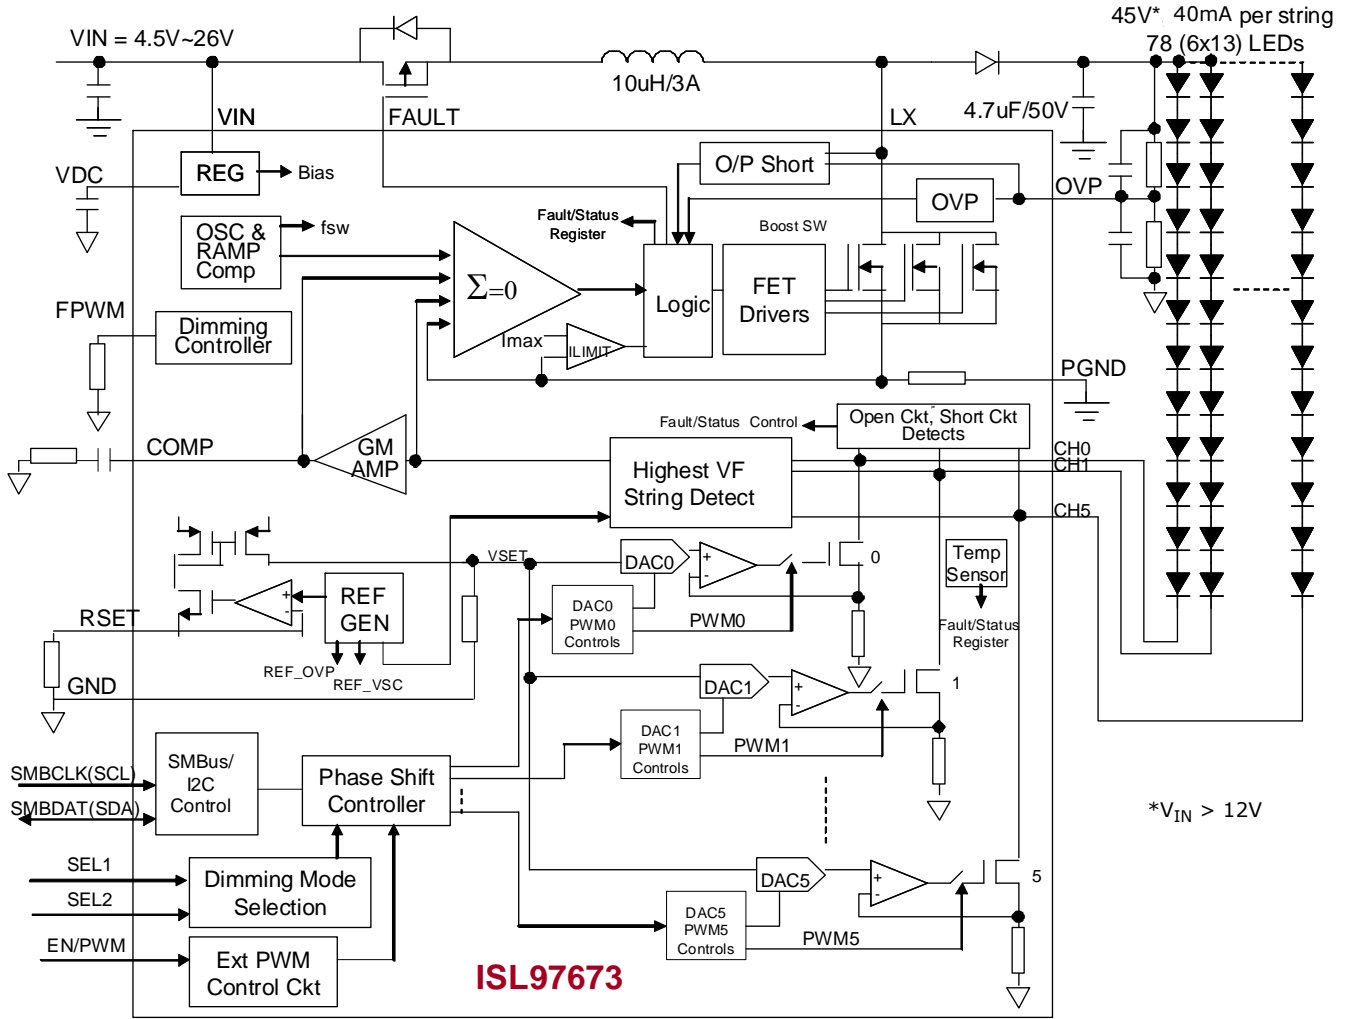 45V* 40mA per string
78 (6x13) LEDs
VIN = 4.5V~26V
10uH/3A
4.7uF/50V
VIN
FAULT
LX
O/P Short
REG
Bias
VDC
OVP
OVP
OSC &
RAMP
Comp
fsw
Fault/Status
Register
Boost SW
Σ=0
Logic
FET
Drivers
FPWM
Dimming
Controller
Imax
ILIMIT
PGND
Fault/Status Control
Open Ckt, Short Ckt
Detects
COMP
GM
AMP
Highest VF
String Detect
CH0
CH1
CH5
VSET
DAC0
+
-
0
Temp
Sensor
REF
GEN
+
-
DAC0
PWM0
Controls
PWM0
RSET
Fault/Status
Register
REF_OVP
REF_VSC
GND
DAC1
+
-
1
DAC1
PWM1
Controls
PWM1
SMBus/
I2C
Control
SMBCLK(SCL)
SMBDAT(SDA)
Phase Shift
Controller
*VIN > 12V
SEL1
SEL2
Dimming Mode
Selection
DAC5
+
-
5
DAC5
PWM5
Controls
PWM5
EN/PWM
Ext PWM
Control Ckt
ISL97673